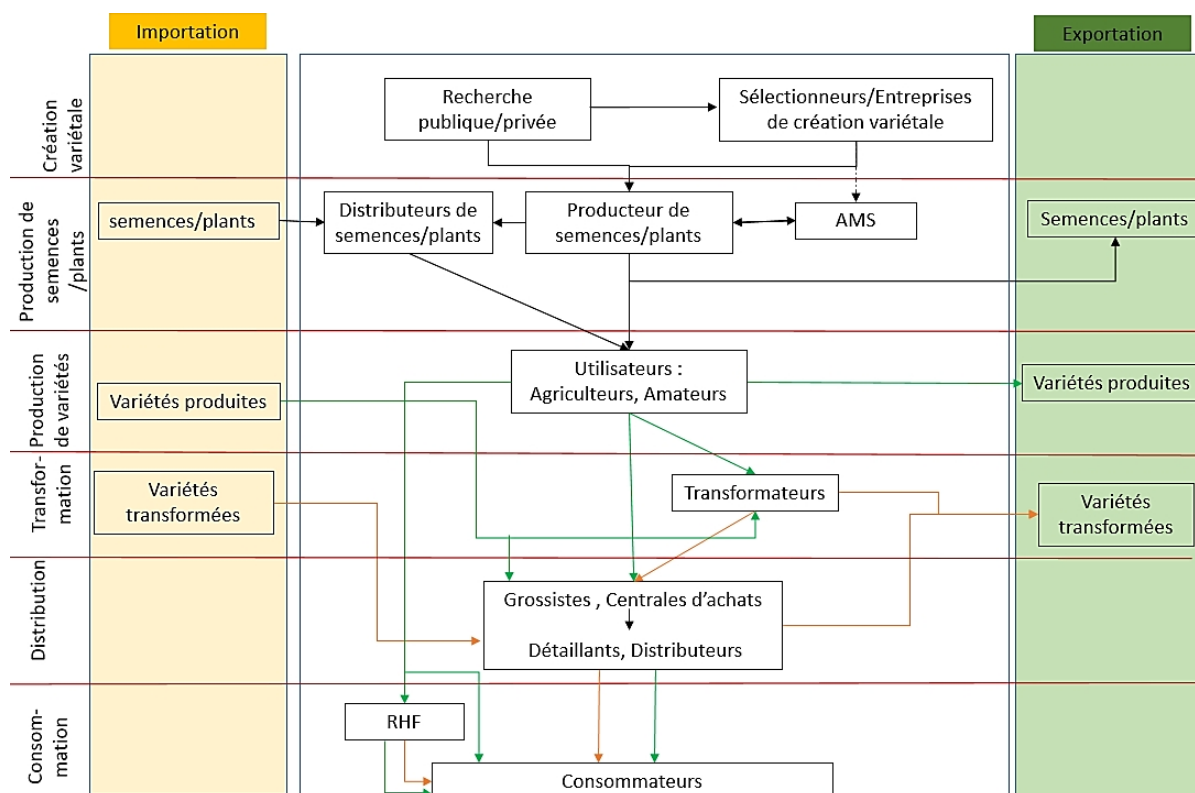 Importation
Exportation
Création
variétale
Recherche
publique/privée
Sélectionneurs/Entreprises
de création variétale
Production de
semences
/plants
semences/plants
Distributeurs de
semences/plants
Producteur de
semences/plants
AMS
Semences/plants
Production
de variétés
Variétés produites
Utilisateurs :
Agriculteurs, Amateurs
Variétés produites
Transfor-
mation
Variétés
transformées
Transformateurs
Variétés
transformées
Distribution
Grossistes , Centrales d’achats
Détaillants, Distributeurs
Consom-
mation
RHF
Consommateurs